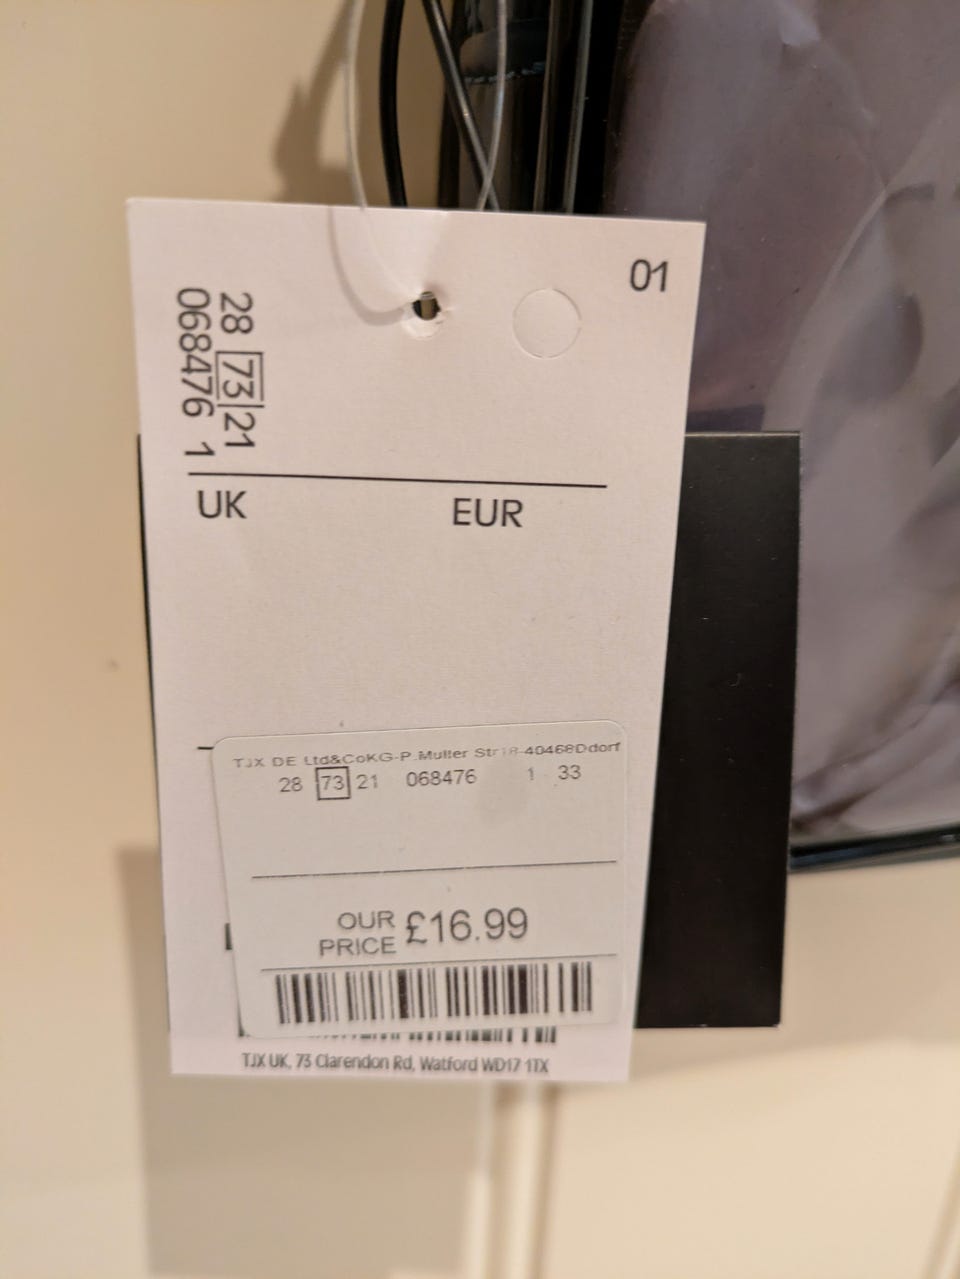 01
28 73 21
068476 1
UK EUR
TJX DE Ltd&CoKG-P.Muller Str18-40468Ddorf
28 73 21 068476 1 33
OUR PRICE £16.99
TJX UK, 73 Clarendon Rd, Watford WD17 1TX